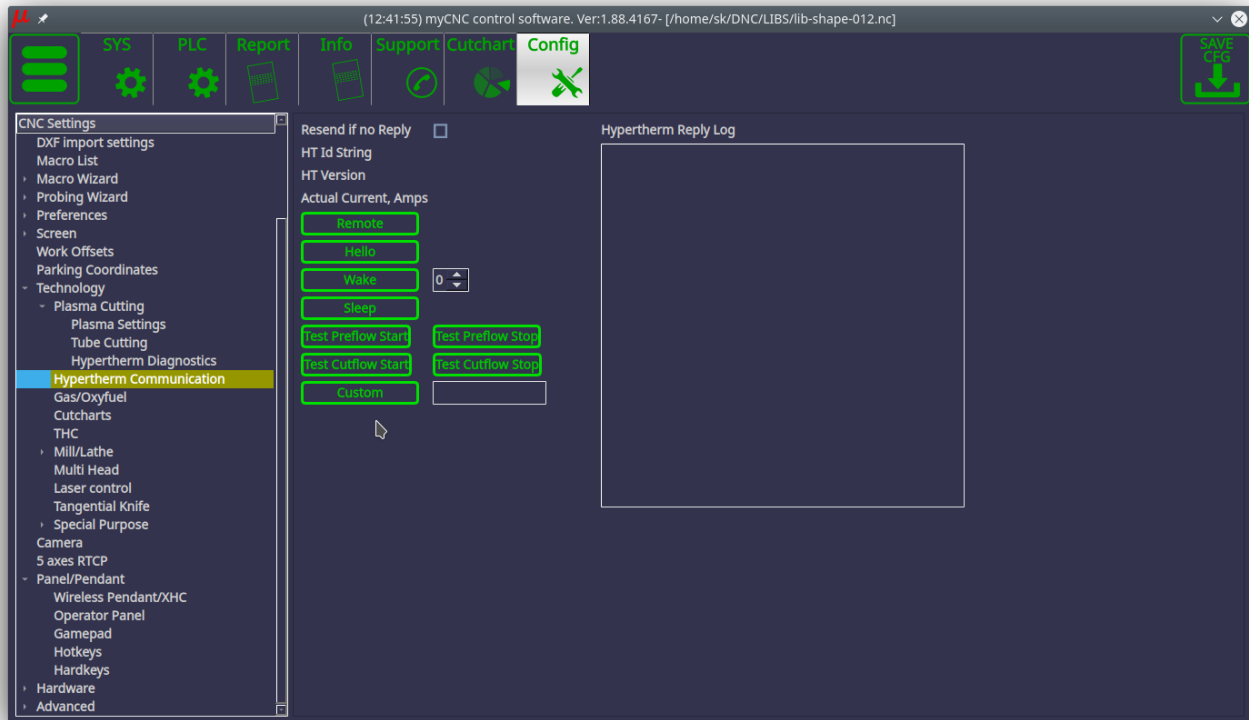 (12:41:55) myCNC control software. Ver:1.88.4167- [/home/sk/DNC/LIBS/lib-shape-012.nc]
SYS PLC Report Info Support Cutchart Config
SAVE
CFG
CNC Settings
DXF import settings
Macro List
Macro Wizard
Probing Wizard
Preferences
Screen
Work Offsets
Parking Coordinates
Technology
Plasma Cutting
Plasma Settings
Tube Cutting
Hypertherm Diagnostics
Hypertherm Communication
Gas/Oxyfuel
Cutcharts
THC
Mill/Lathe
Multi Head
Laser control
Tangential Knife
Special Purpose
Camera
5 axes RTCP
Panel/Pendant
Wireless Pendant/XHC
Operator Panel
Gamepad
Hotkeys
Hardkeys
Hardware
Advanced
Resend if no Reply
HT Id String
HT Version
Actual Current, Amps
Remote
Hello
Wake 0
Sleep
Test Preflow Start Test Preflow Stop
Test Cutflow Start Test Cutflow Stop
Custom
Hypertherm Reply Log